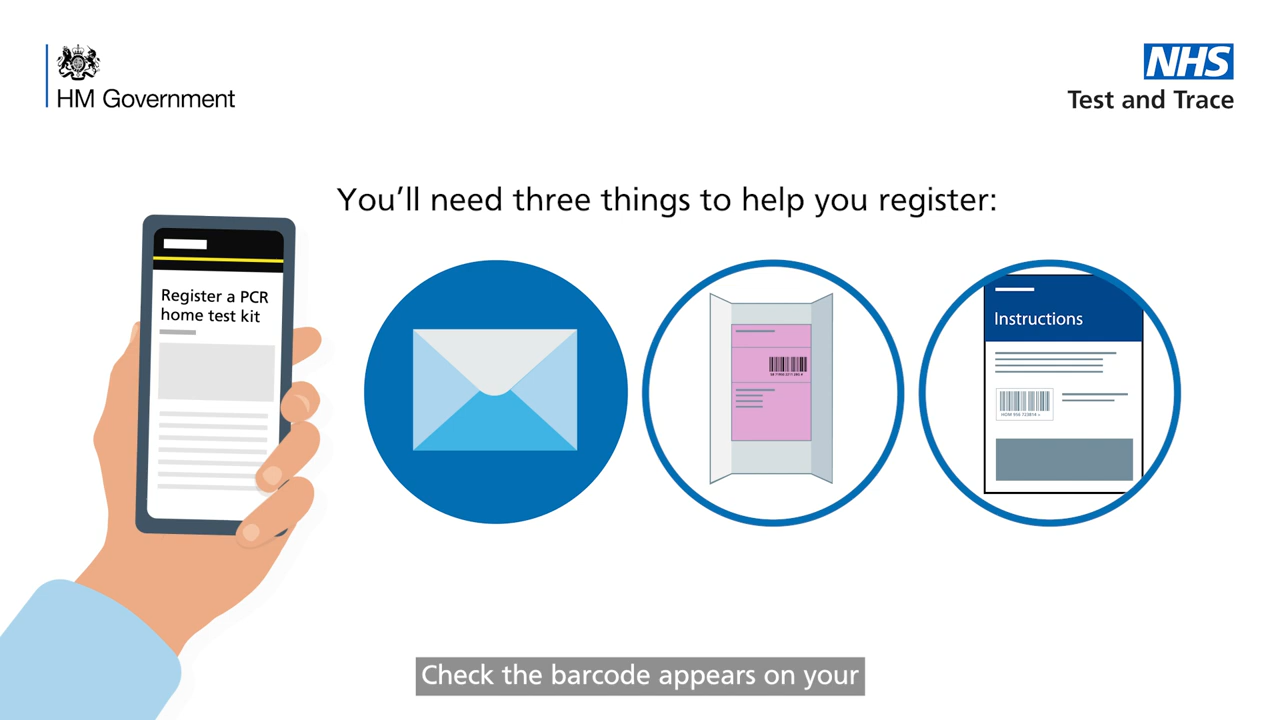 HM Government
NHS
Test and Trace
You'll need three things to help you register:
Register a PCR
home test kit
Instructions
Check the barcode appears on your